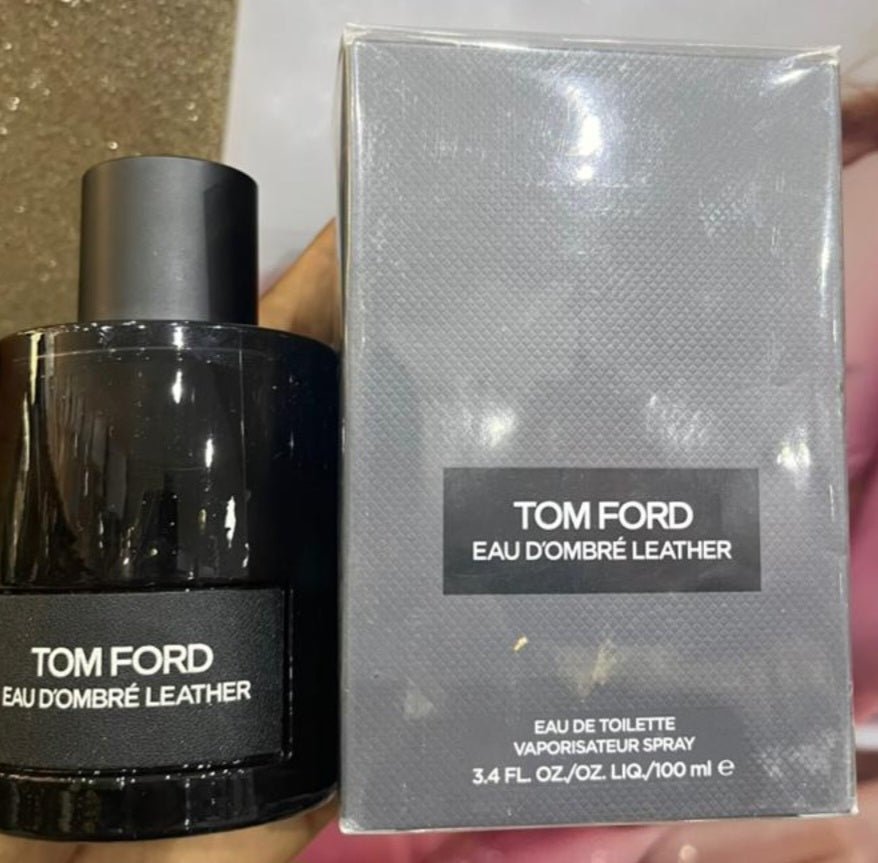 TOM FORD
EAU D'OMBRÉ LEATHER
TOM FORD
EAU D'OMBRÉ LEATHER
EAU DE TOILETTE
VAPORISATEUR SPRAY
3.4 FL. OZ./OZ. LIQ./100 ml ℮